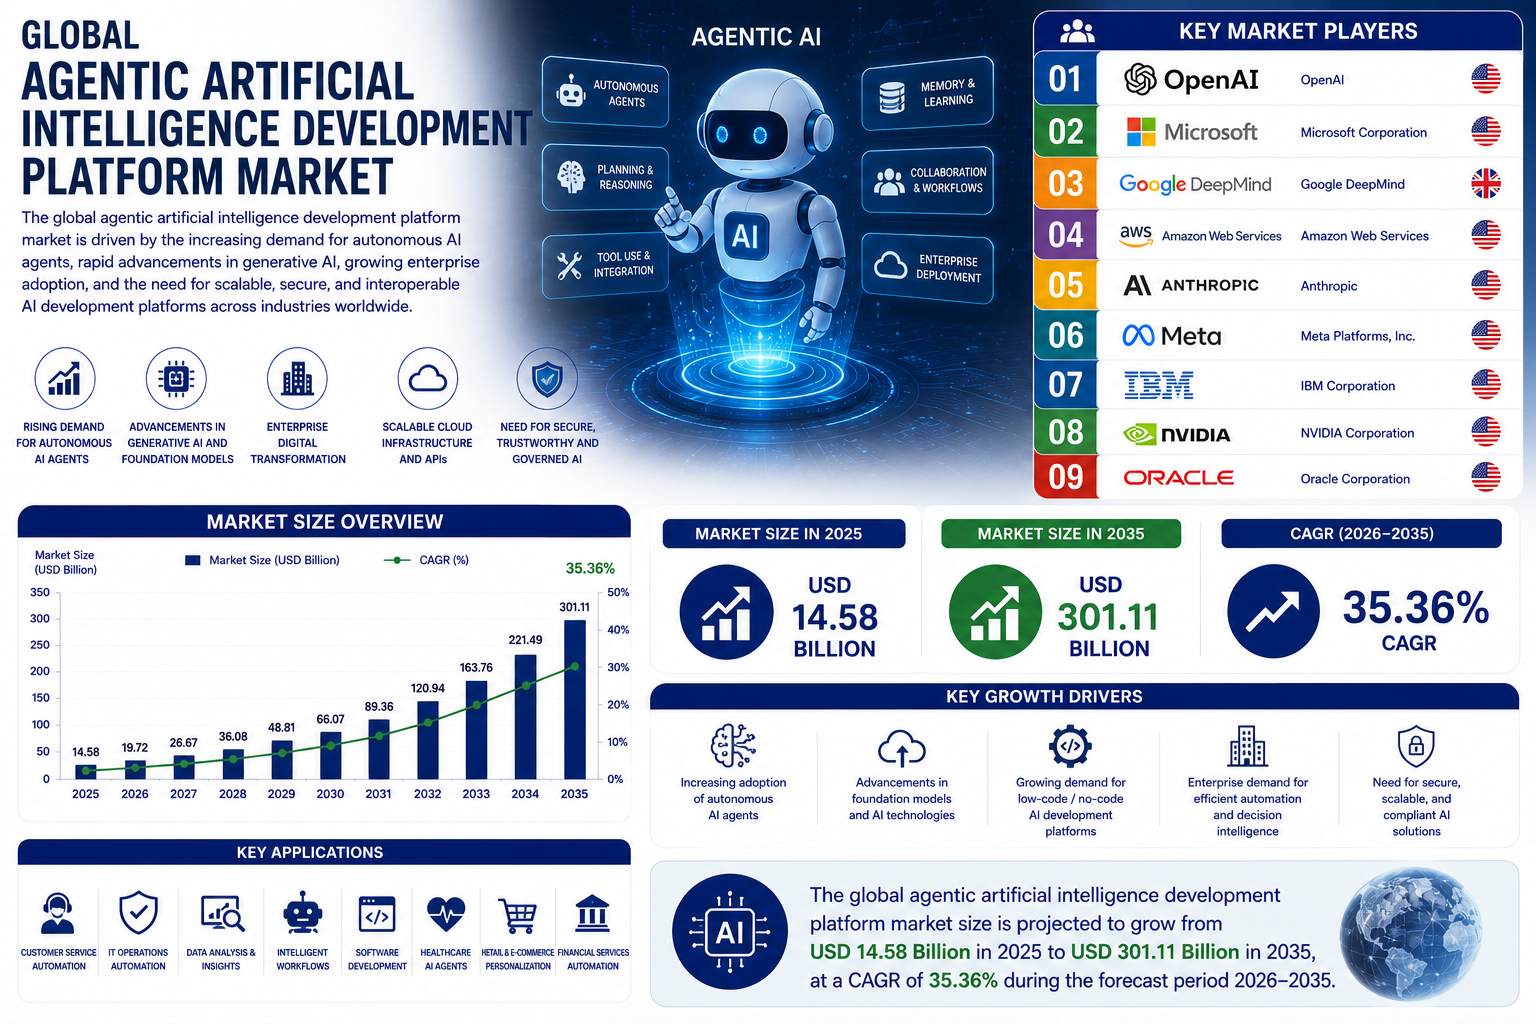 GLOBAL
AGENTIC ARTIFICIAL
INTELLIGENCE DEVELOPMENT
PLATFORM MARKET
The global agentic artificial intelligence development platform
market is driven by the increasing demand for autonomous AI
agents, rapid advancements in generative AI, growing enterprise
adoption, and the need for scalable, secure, and interoperable
AI development platforms across industries worldwide.
RISING DEMAND
FOR AUTONOMOUS
AI AGENTS
ADVANCEMENTS IN
GENERATIVE AI AND
FOUNDATION MODELS
ENTERPRISE
DIGITAL
TRANSFORMATION
SCALABLE CLOUD
INFRASTRUCTURE
AND APIs
NEED FOR SECURE,
TRUSTWORTHY AND
GOVERNED AI
AGENTIC AI
AUTONOMOUS
AGENTS
PLANNING &
REASONING
TOOL USE &
INTEGRATION
MEMORY &
LEARNING
COLLABORATION
& WORKFLOWS
ENTERPRISE
DEPLOYMENT
AI
KEY MARKET PLAYERS
01 OpenAI OpenAI
02 Microsoft Microsoft Corporation
03 Google DeepMind Google DeepMind
04 aws Amazon Web Services Amazon Web Services
05 ANTHROPIC Anthropic
06 Meta Meta Platforms, Inc.
07 IBM IBM Corporation
08 NVIDIA NVIDIA Corporation
09 ORACLE Oracle Corporation
MARKET SIZE OVERVIEW
Market Size
(USD Billion)
Market Size (USD Billion)
CAGR (%)
35.36%
350
300
250
200
150
100
50
0
50%
40%
30%
20%
10%
0%
14.58
19.72
26.67
36.08
48.81
66.07
89.36
120.94
163.76
221.49
301.11
2025 2026 2027 2028 2029 2030 2031 2032 2033 2034 2035
MARKET SIZE IN 2025
USD
14.58
BILLION
MARKET SIZE IN 2035
USD
301.11
BILLION
CAGR (2026–2035)
35.36%
CAGR
KEY GROWTH DRIVERS
Increasing adoption
of autonomous
AI agents
Advancements in
foundation models
and AI technologies
Growing demand for
low-code / no-code
AI development
platforms
Enterprise demand for
efficient automation
and decision
intelligence
Need for secure,
scalable, and
compliant AI
solutions
KEY APPLICATIONS
CUSTOMER SERVICE
AUTOMATION
IT OPERATIONS
AUTOMATION
DATA ANALYSIS &
INSIGHTS
INTELLIGENT
WORKFLOWS
SOFTWARE
DEVELOPMENT
HEALTHCARE
AI AGENTS
RETAIL & E-COMMERCE
PERSONALIZATION
FINANCIAL SERVICES
AUTOMATION
AI
The global agentic artificial intelligence development
platform market size is projected to grow from
USD 14.58 Billion in 2025 to USD 301.11 Billion in 2035,
at a CAGR of 35.36% during the forecast period 2026–2035.